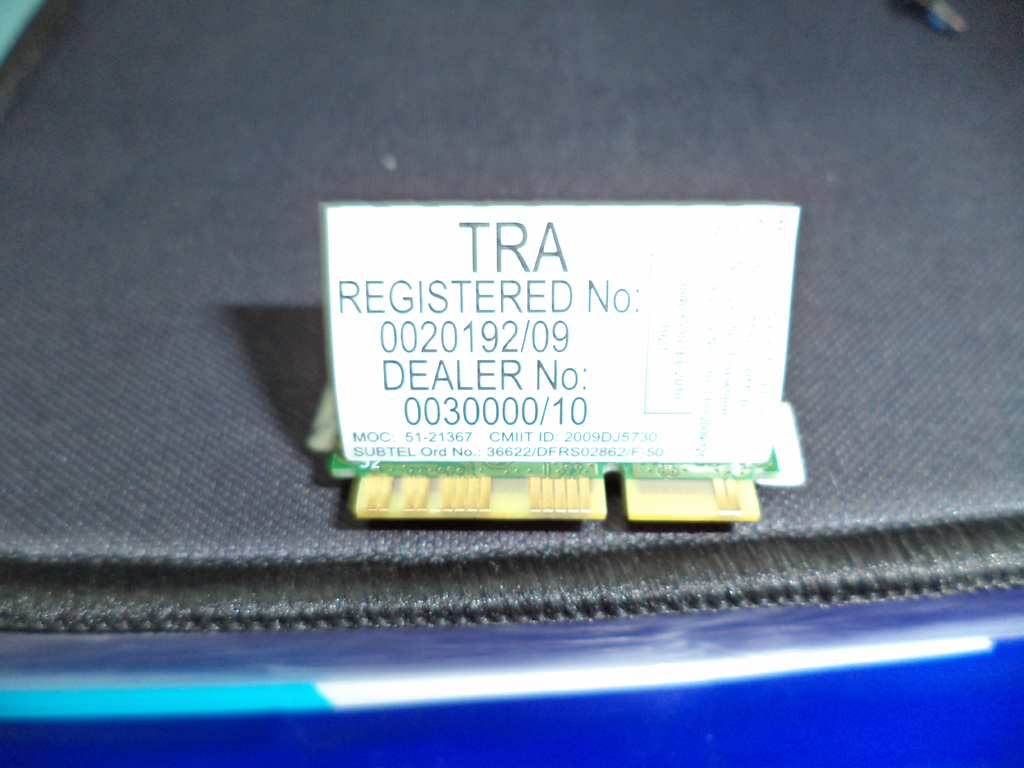 TRA
REGISTERED No:
0020192/09
DEALER No:
0030000/10
MOC: 51-21367 CMIIT ID: 2009DJ5730
SUBTEL Ord No.: 36622/DFRS02862/F-50